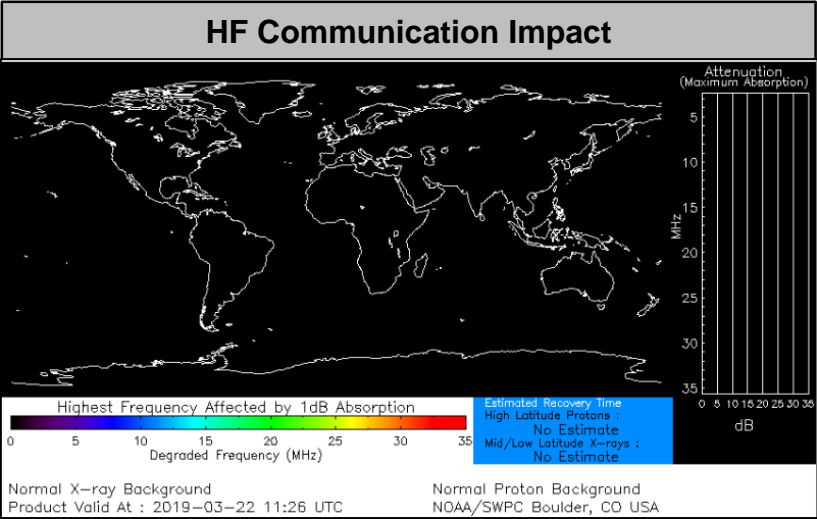 HF Communication Impact
Attenuation
(Maximum Absorption)
5
10
15
MHz
20
25
30
35
0 5 10 15 20 25 30 35
dB
Highest Frequency Affected by 1dB Absorption
0 5 10 15 20 25 30 35
Degraded Frequency (MHz)
Estimated Recovery Time
High Latitude Protons :
No Estimate
Mid/Low Latitude X-rays :
No Estimate
Normal X-ray Background
Product Valid At : 2019-03-22 11:26 UTC
Normal Proton Background
NOAA/SWPC Boulder, CO USA